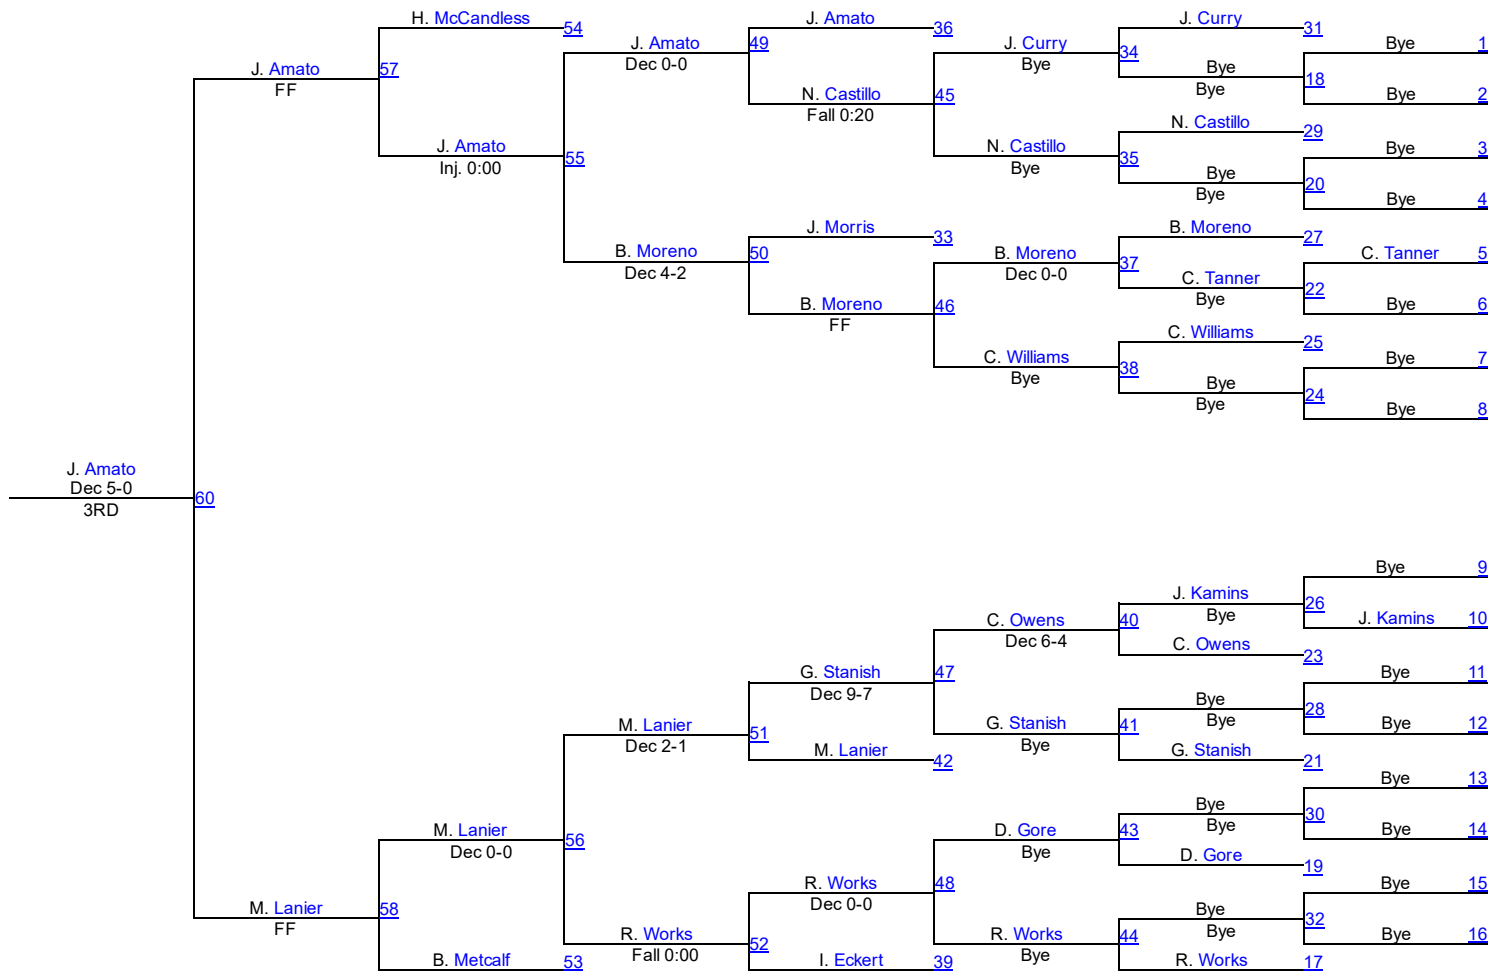 H. McCandless
54
J. Amato
36
J. Curry
31
J. Amato
49
Dec 0-0
J. Curry
34
Bye
Bye
1
J. Amato
57
FF
Bye
Bye
18
N. Castillo
45
Fall 0:20
Bye
2
N. Castillo
29
J. Amato
55
Inj. 0:00
N. Castillo
35
Bye
Bye
3
Bye
Bye
20
Bye
4
J. Morris
33
B. Moreno
27
B. Moreno
50
Dec 4-2
B. Moreno
37
Dec 0-0
C. Tanner
5
C. Tanner
22
Bye
B. Moreno
46
FF
Bye
6
C. Williams
25
C. Williams
38
Bye
Bye
7
Bye
Bye
24
Bye
8
J. Amato
Dec 5-0
60
3RD
Bye
9
J. Kamins
26
Bye
C. Owens
40
Dec 6-4
J. Kamins
10
C. Owens
23
G. Stanish
47
Dec 9-7
Bye
11
Bye
Bye
28
M. Lanier
51
Dec 2-1
G. Stanish
41
Bye
Bye
12
M. Lanier
42
G. Stanish
21
Bye
13
Bye
Bye
30
M. Lanier
56
Dec 0-0
D. Gore
43
Bye
Bye
14
D. Gore
19
R. Works
48
Dec 0-0
Bye
15
M. Lanier
58
FF
Bye
Bye
32
R. Works
52
Fall 0:00
R. Works
44
Bye
Bye
16
B. Metcalf
53
I. Eckert
39
R. Works
17